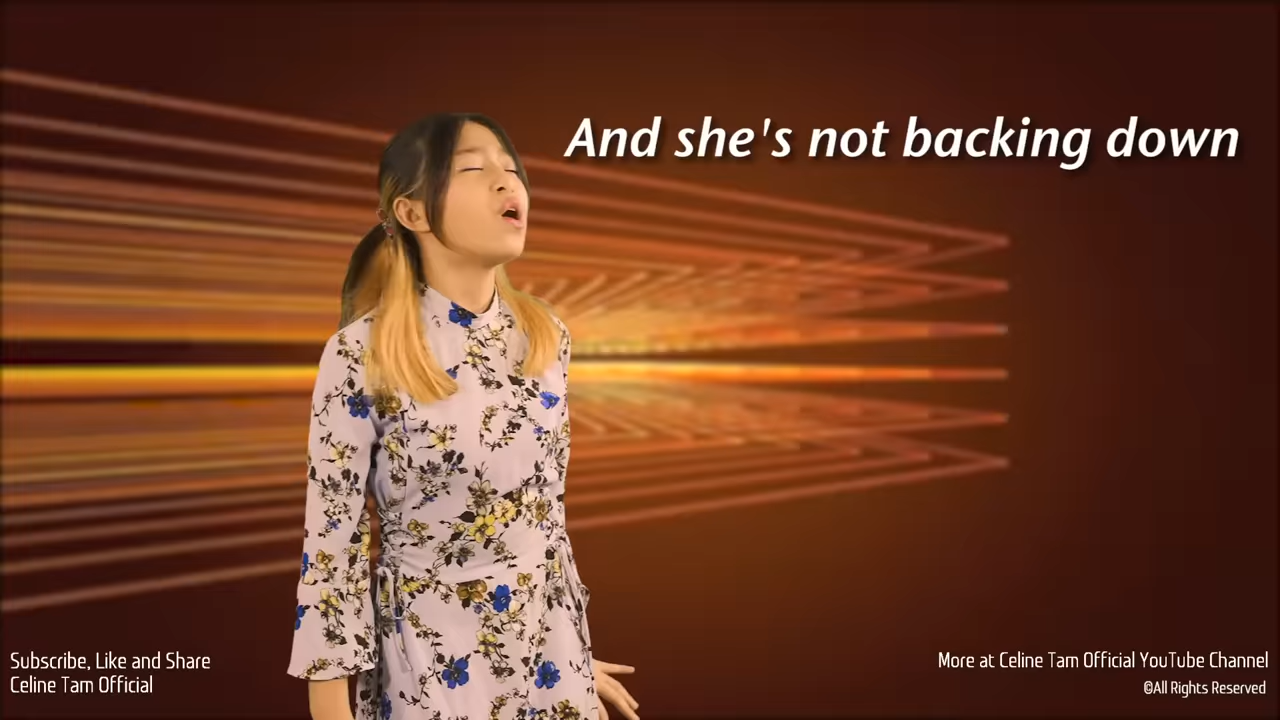 And she's not backing down
Subscribe, Like and Share
Celine Tam Official
More at Celine Tam Official YouTube Channel
©All Rights Reserved